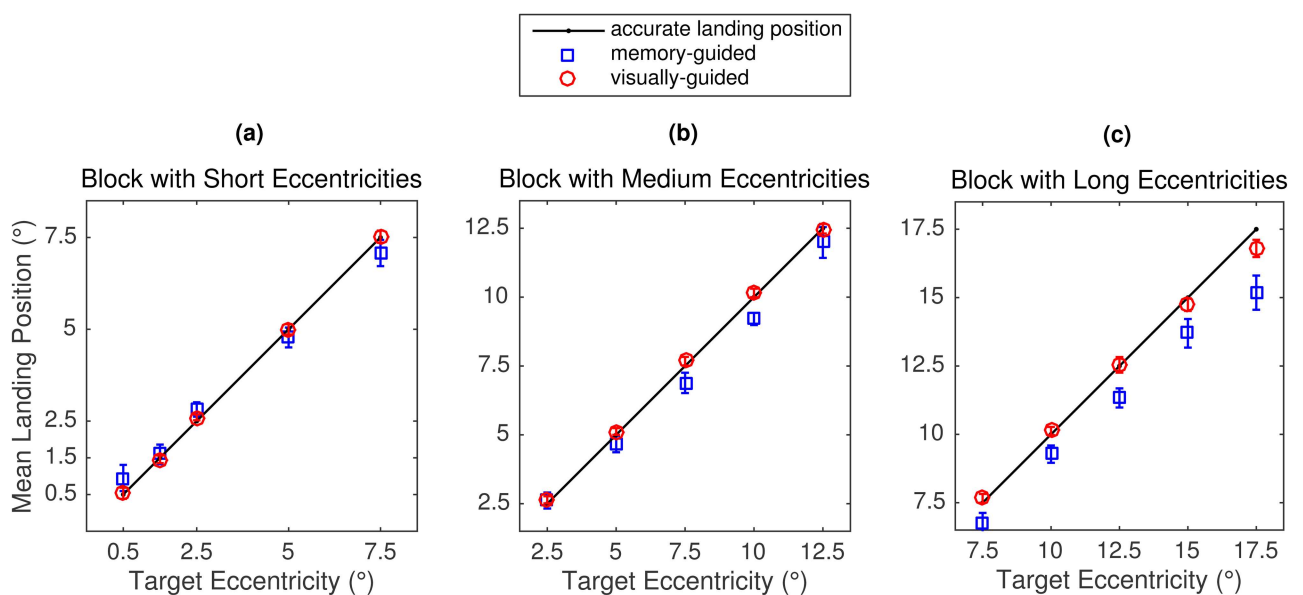 accurate landing position
memory-guided
visually-guided
(a)
(b)
(c)
Block with Short Eccentricities
Block with Medium Eccentricities
Block with Long Eccentricities
Mean Landing Position (°)
7.5
5
2.5
1.5
0.5
0.5 2.5 5 7.5
Target Eccentricity (°)
12.5
10
7.5
5
2.5
2.5 5 7.5 10 12.5
Target Eccentricity (°)
17.5
15
12.5
10
7.5
7.5 10 12.5 15 17.5
Target Eccentricity (°)